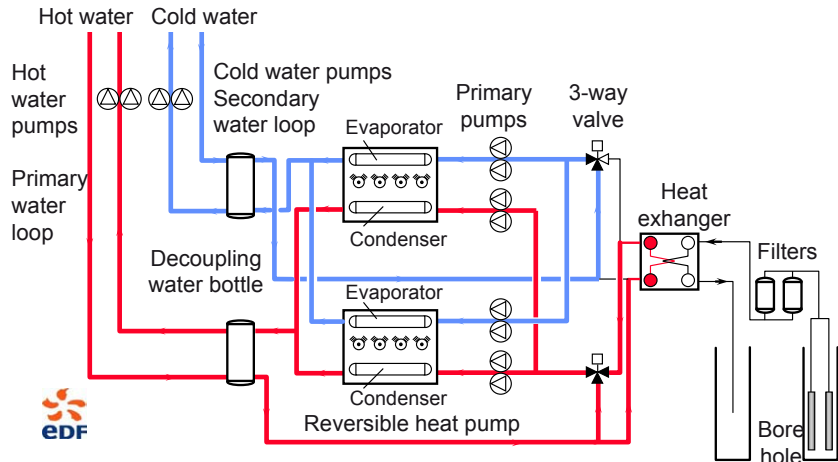 Hot water
Cold water
Hot
water
pumps
Cold water pumps
Secondary
water loop
Primary
pumps
3-way
valve
Evaporator
Primary
water
loop
Condenser
Heat
exhanger
Filters
Decoupling
water bottle
Evaporator
Condenser
Reversible heat pump
Bore
hole
eDF